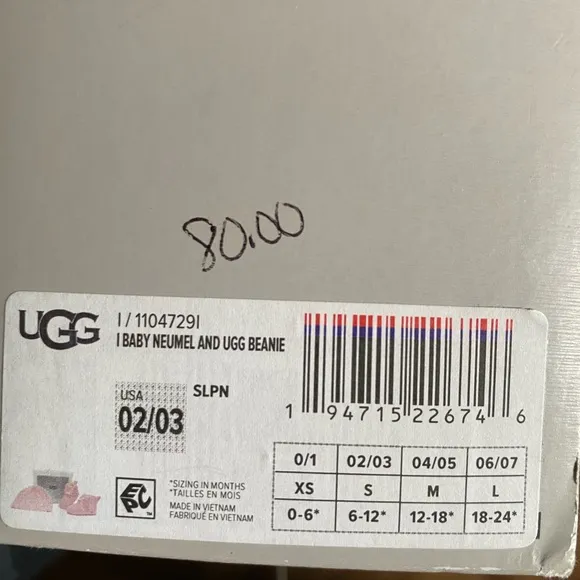 80.00
UGG
I / 1104729I
I BABY NEUMEL AND UGG BEANIE
USA
02/03
SLPN
1 94715 22674 6
*SIZING IN MONTHS
*TAILLES EN MOIS
MADE IN VIETNAM
FABRIQUÉ EN VIETNAM
EPC
TM
0/1 02/03 04/05 06/07
XS S M L
0-6* 6-12* 12-18* 18-24*